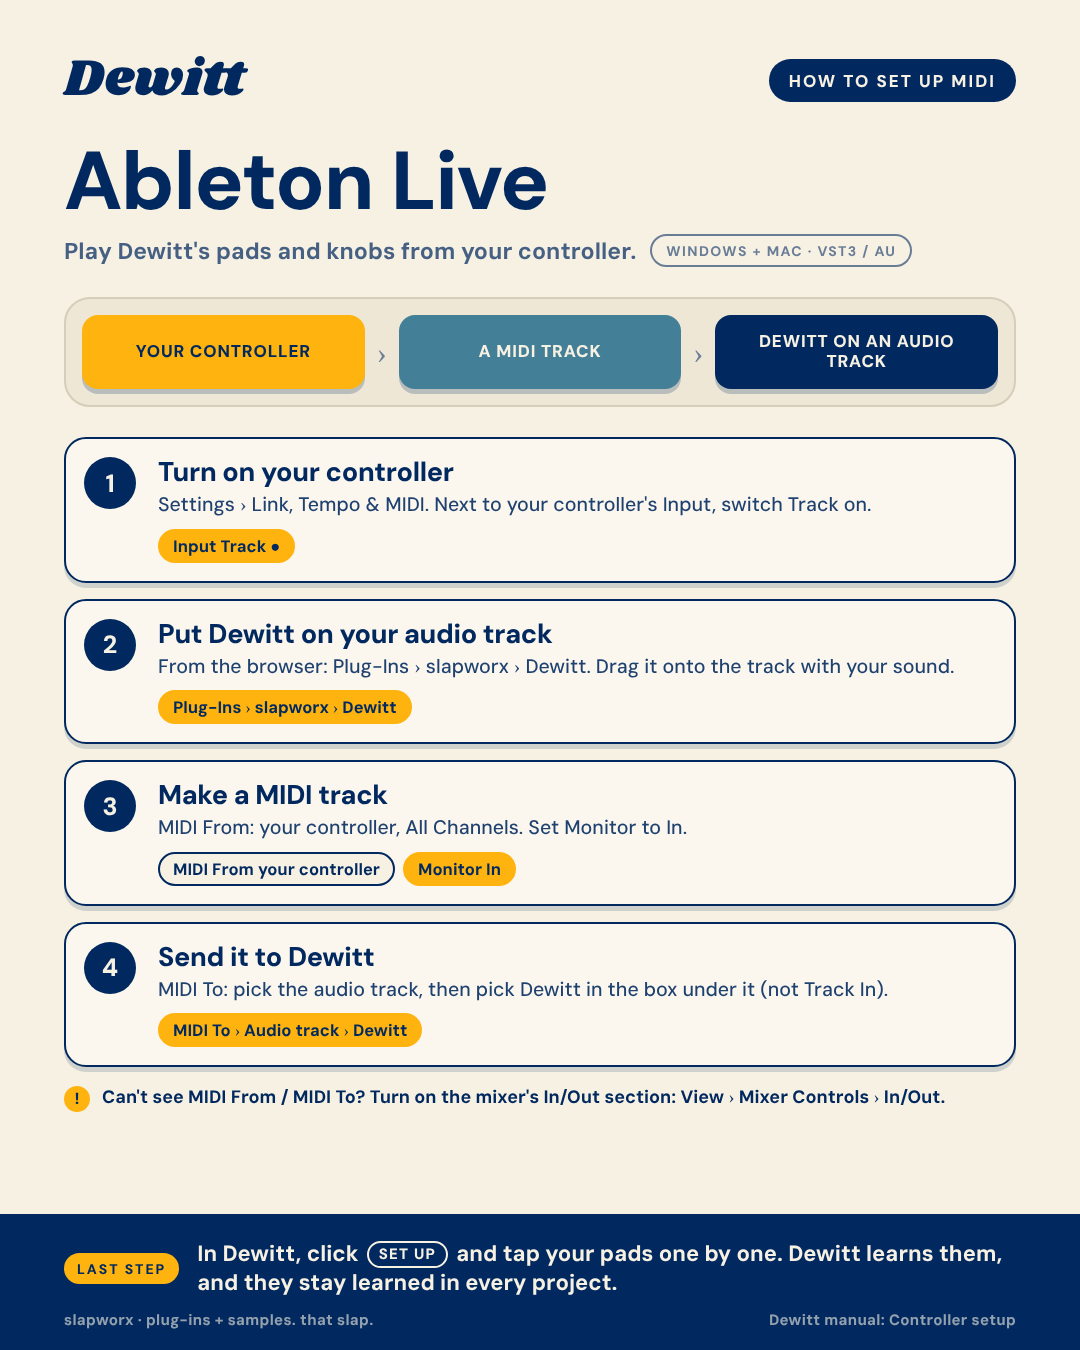 Dewitt
HOW TO SET UP MIDI
Ableton Live
Play Dewitt's pads and knobs from your controller.
WINDOWS + MAC · VST3 / AU
YOUR CONTROLLER
›
A MIDI TRACK
›
DEWITT ON AN AUDIO
TRACK
1
Turn on your controller
Settings › Link, Tempo & MIDI. Next to your controller's Input, switch Track on.
Input Track ●
2
Put Dewitt on your audio track
From the browser: Plug-Ins › slapworx › Dewitt. Drag it onto the track with your sound.
Plug-Ins › slapworx › Dewitt
3
Make a MIDI track
MIDI From: your controller, All Channels. Set Monitor to In.
MIDI From your controller
Monitor In
4
Send it to Dewitt
MIDI To: pick the audio track, then pick Dewitt in the box under it (not Track In).
MIDI To › Audio track › Dewitt
! Can't see MIDI From / MIDI To? Turn on the mixer's In/Out section: View › Mixer Controls › In/Out.
LAST STEP
In Dewitt, click SET UP and tap your pads one by one. Dewitt learns them,
and they stay learned in every project.
slapworx · plug-ins + samples. that slap.
Dewitt manual: Controller setup